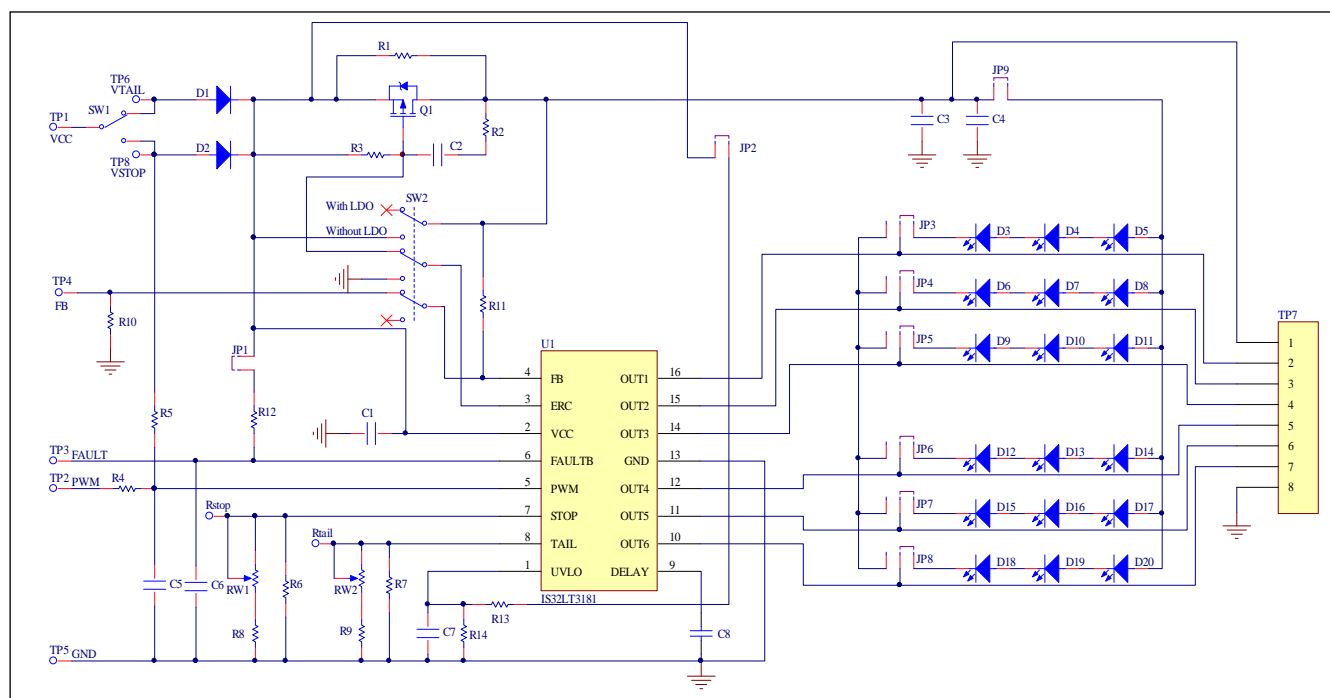 R1
JP9
TP6
VTAIL
D1
SW1
TP1
VCC
Q1
C3
C4
R2
D2
TP8
VSTOP
R3
C2
JP2
SW2
With LDO
Without LDO
JP3
D3
D4
D5
TP4
FB
R10
R11
JP4
D6
D7
D8
TP7
JP5
D9
D10
D11
1
2
3
4
5
6
7
8
JP1
U1
R5
R12
C1
4
FB
OUT1
16
3
ERC
OUT2
15
2
VCC
OUT3
14
6
FAULTB
GND
13
5
PWM
OUT4
12
7
STOP
OUT5
11
8
TAIL
OUT6
10
1
UVLO
DELAY
9
IS32LT3181
TP3
FAULT
TP2
PWM
R4
Rstop
Rtail
JP6
D12
D13
D14
JP7
D15
D16
D17
JP8
D18
D19
D20
C5
C6
RW1
R6
RW2
R7
R8
R9
C7
R14
R13
C8
TP5
GND